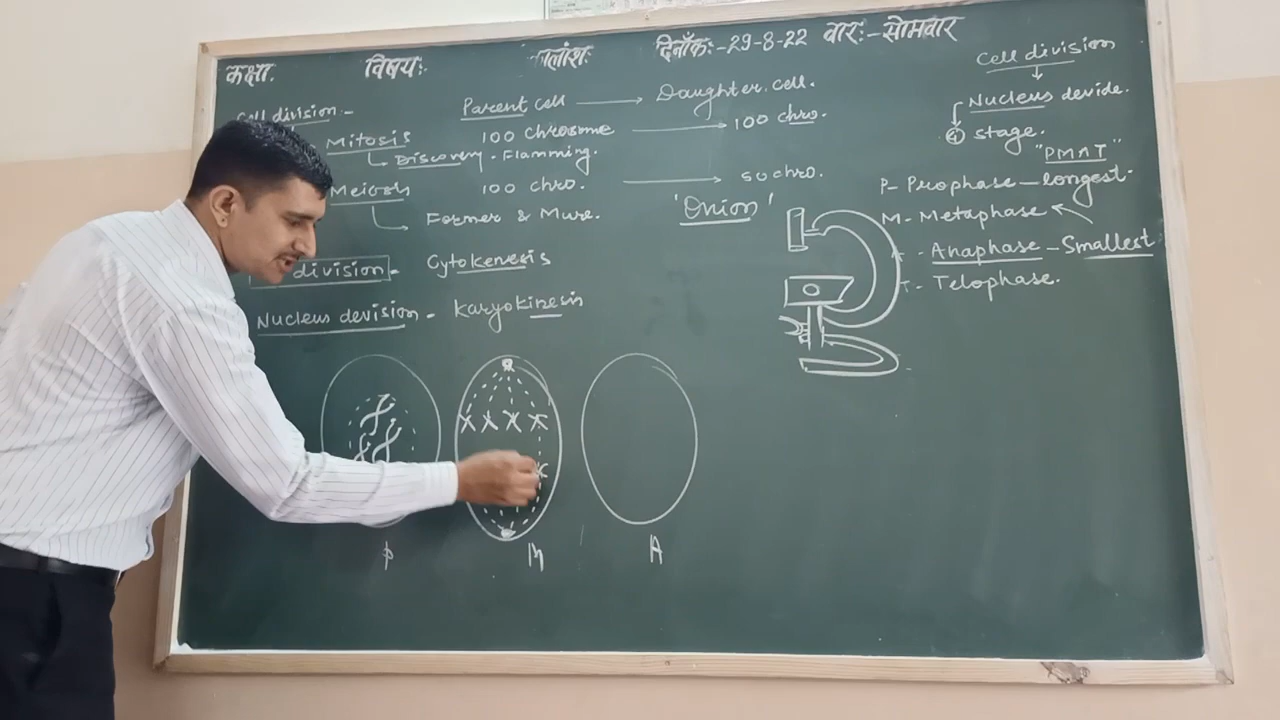 कक्षा: विषय: लांश: दिनाँक:-29-8-22 वार:-सोमवार
Cell division -
Parent cell → Daughter cell.
Mitosis 100 Chrosome → 100 chro.
Discovery - Flamming.
Meiosis 100 chro. → 50 chro.
Former & Mure.
'Onion'
division - Cytokenesis
Nucleus devision - Karyokinesis
Cell division
↓
Nucleus devide.
④ stage.
"PMAT"
P- Prophase - longest.
M- Metaphase
A - Anaphase - Smallest
T- Telophase.
P M A